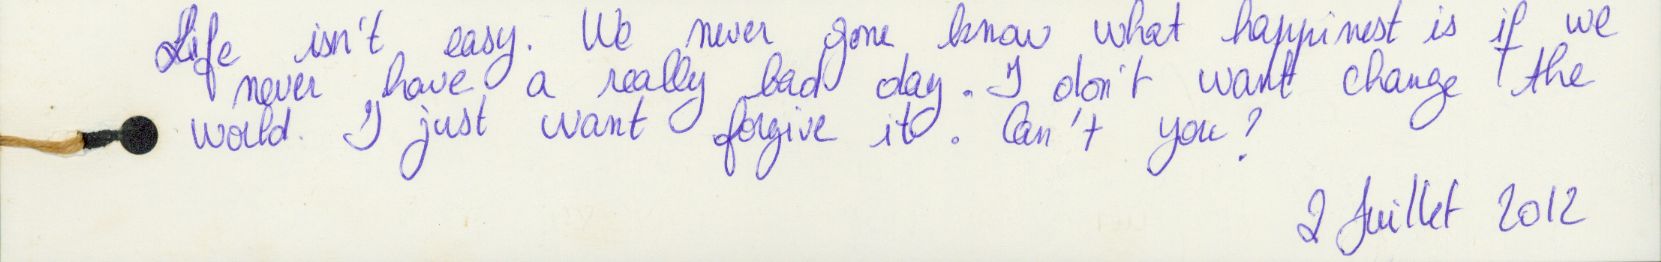 Life isn't easy. We never gone know what happinest is if we
never have a really bad day. I don't want change the
world. I just want forgive it. Can't you?
2 Juillet 2012